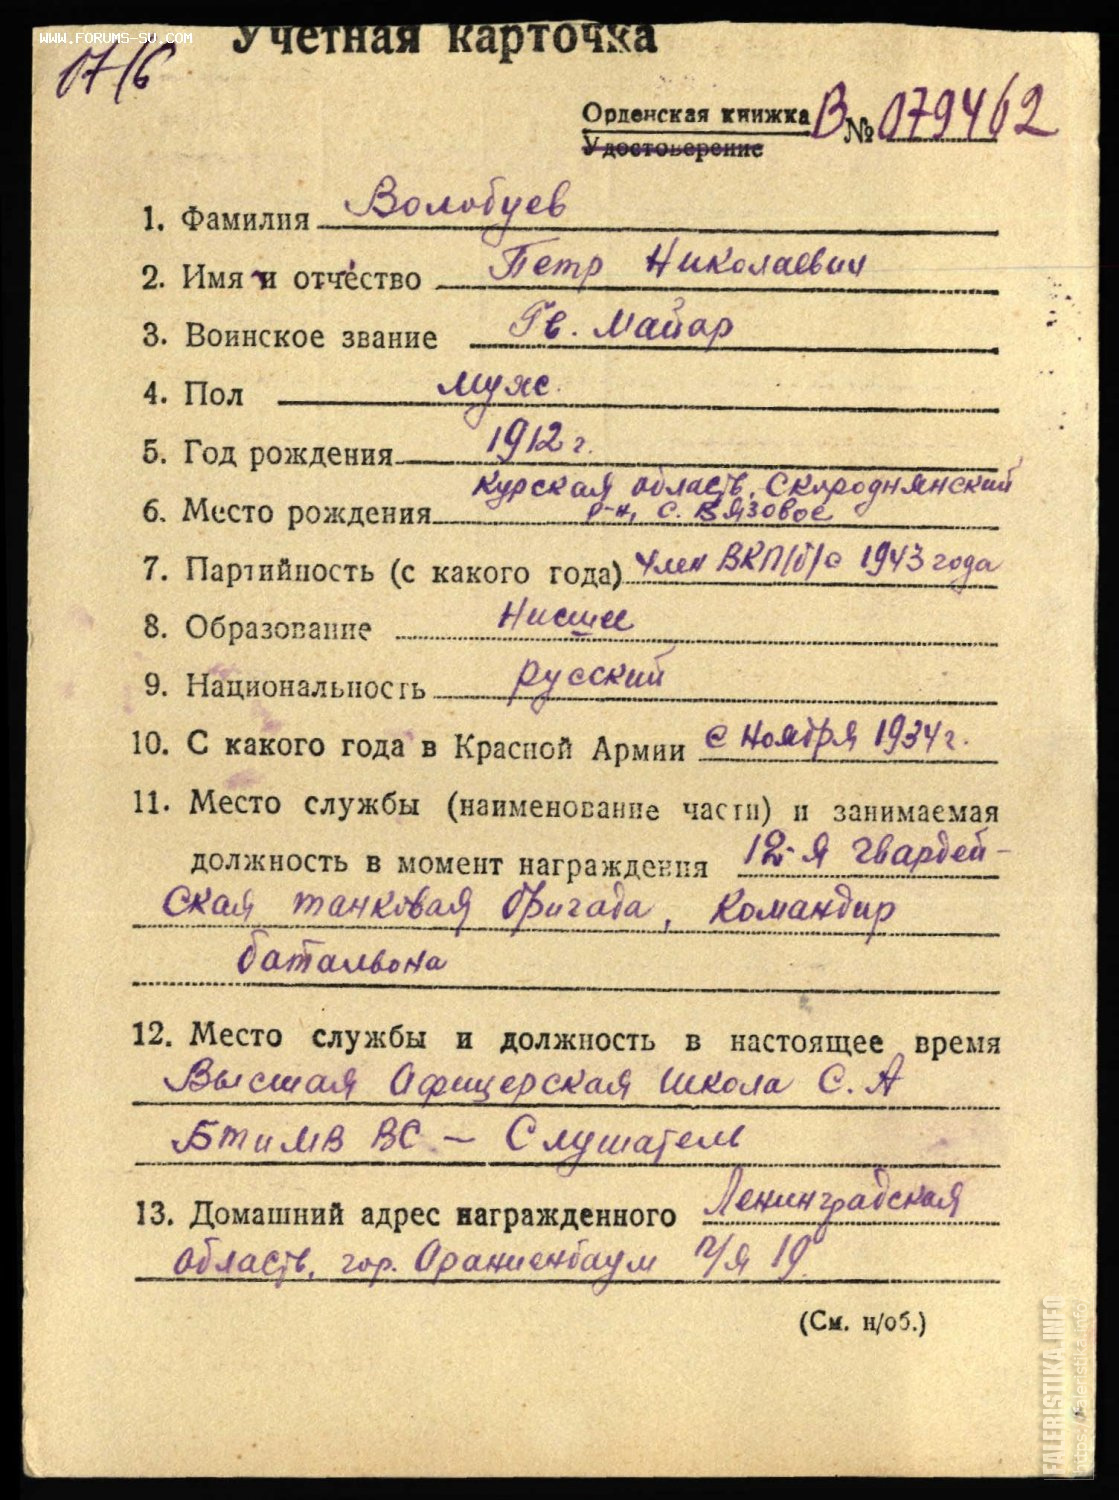 WWW.FORUMS-SU.COM
Учетная карточка
17/6
Орденская книжка В № 079462
Удостоверение
1. Фамилия Волобуев
2. Имя и отчество Петр Николаевич
3. Воинское звание Гв. Майор
4. Пол муж.
5. Год рождения 1912 г.
6. Место рождения Курская область, Скороднянский
р-н, с. Вязовое
7. Партийность (с какого года) Член ВКП(б) с 1943 года
8. Образование Нисшее
9. Национальность русский
10. С какого года в Красной Армии с ноября 1934 г.
11. Место службы (наименование части) и занимаемая
должность в момент награждения 12-я гвардей-
ская танковая бригада, командир
батальона
12. Место службы и должность в настоящее время
Высшая Офицерская школа С.А
БТиМВ ВС — Слушатель
13. Домашний адрес награжденного Ленинградская
область, гор. Ораниенбаум п/я 19
(См. н/об.)
FALERISTIKA.INFO
https://faleristika.info